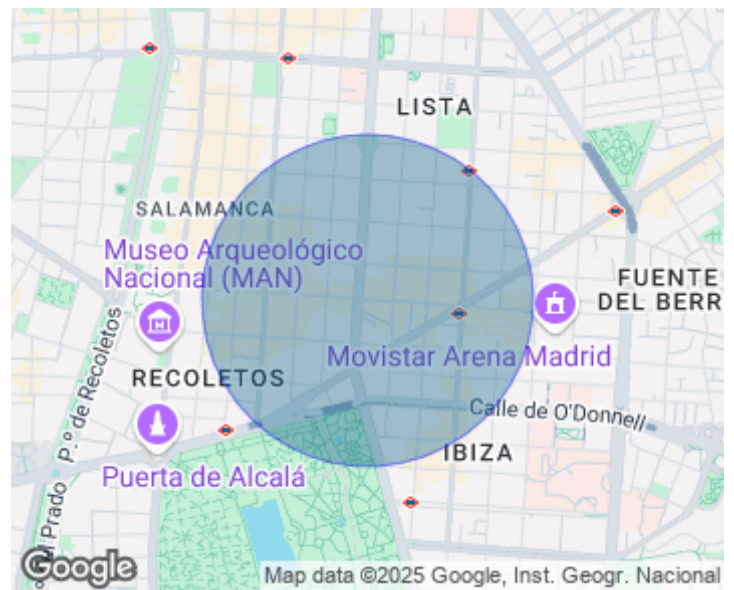 LISTA
SALAMANCA
Museo Arqueológico
Nacional (MAN)
FUENTE
DEL BERR
Movistar Arena Madrid
RECOLETOS
P.º de Recoletos
Calle de O'Donnell
IBIZA
Puerta de Alcalá
Prado
Google
Map data ©2025 Google, Inst. Geogr. Nacional